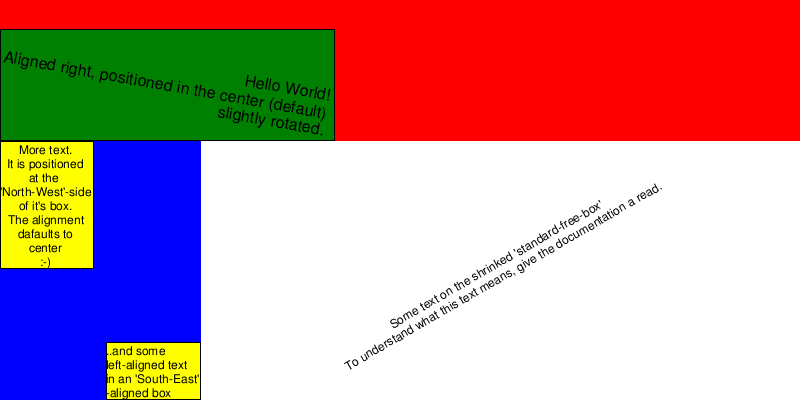 Hello World!
Aligned right, positioned in the center (default)
slightly rotated.
More text.
It is positioned
at the
'North-West'-side
of it's box.
The alignment
dafaults to
center
:-)
Some text on the shrinked 'standard-free-box'
To understand what this text means, give the documentation a read.
..and some
left-aligned text
in an 'South-East'
-aligned box